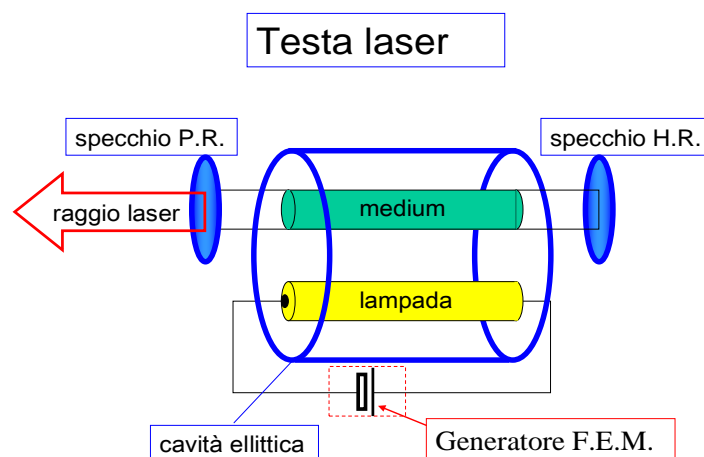 Testa laser
specchio P.R.
specchio H.R.
raggio laser
medium
lampada
cavità ellittica
Generatore F.E.M.